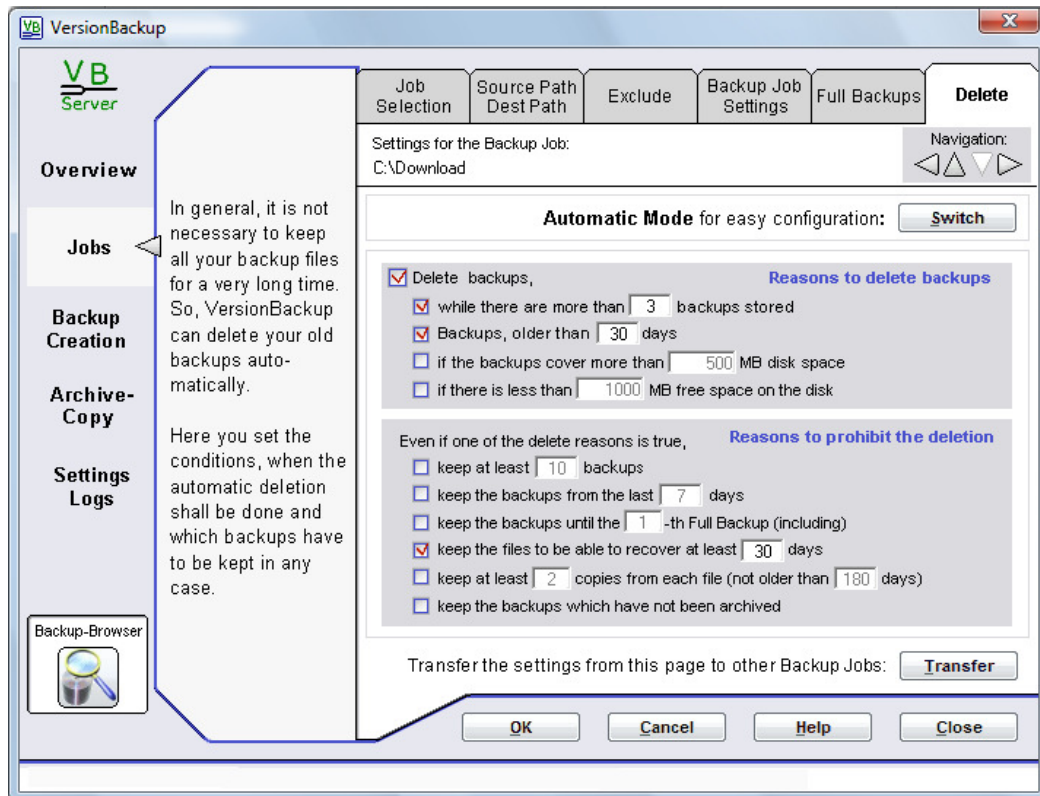 VB VersionBackup
X
VB
Server
Overview
Jobs
Backup
Creation
Archive-
Copy
Settings
Logs
Backup-Browser
In general, it is not
necessary to keep
all your backup files
for a very long time.
So, VersionBackup
can delete your old
backups auto-
matically.
Here you set the
conditions, when the
automatic deletion
shall be done and
which backups have
to be kept in any
case.
Job
Selection
Source Path
Dest Path
Exclude
Backup Job
Settings
Full Backups
Delete
Settings for the Backup Job:
C:\Download
Navigation:
Automatic Mode for easy configuration: Switch
Delete backups, Reasons to delete backups
while there are more than 3 backups stored
Backups, older than 30 days
if the backups cover more than 500 MB disk space
if there is less than 1000 MB free space on the disk
Even if one of the delete reasons is true, Reasons to prohibit the deletion
keep at least 10 backups
keep the backups from the last 7 days
keep the backups until the 1 -th Full Backup (including)
keep the files to be able to recover at least 30 days
keep at least 2 copies from each file (not older than 180 days)
keep the backups which have not been archived
Transfer the settings from this page to other Backup Jobs: Transfer
OK Cancel Help Close